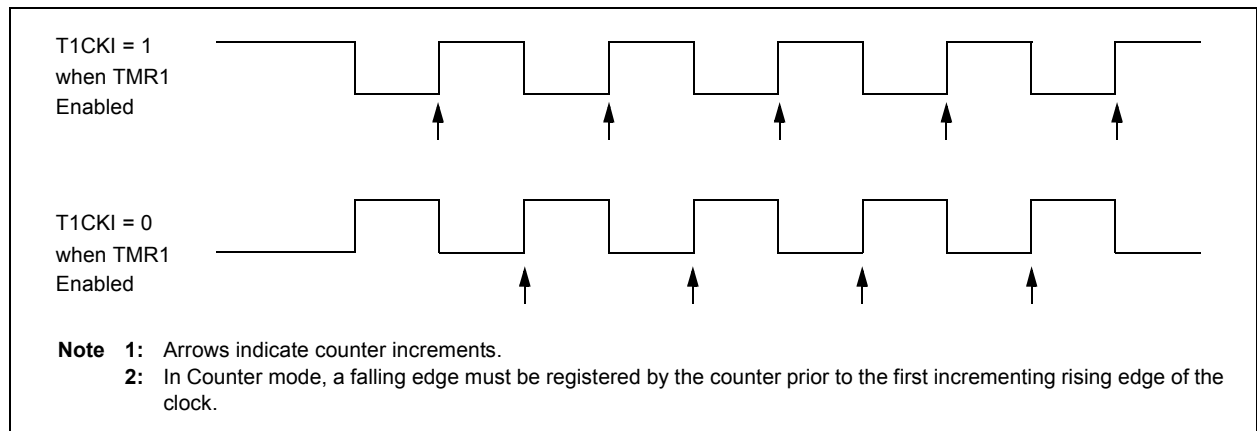 T1CKI = 1
when TMR1
Enabled
T1CKI = 0
when TMR1
Enabled
Note 1: Arrows indicate counter increments.
2: In Counter mode, a falling edge must be registered by the counter prior to the first incrementing rising edge of the
clock.